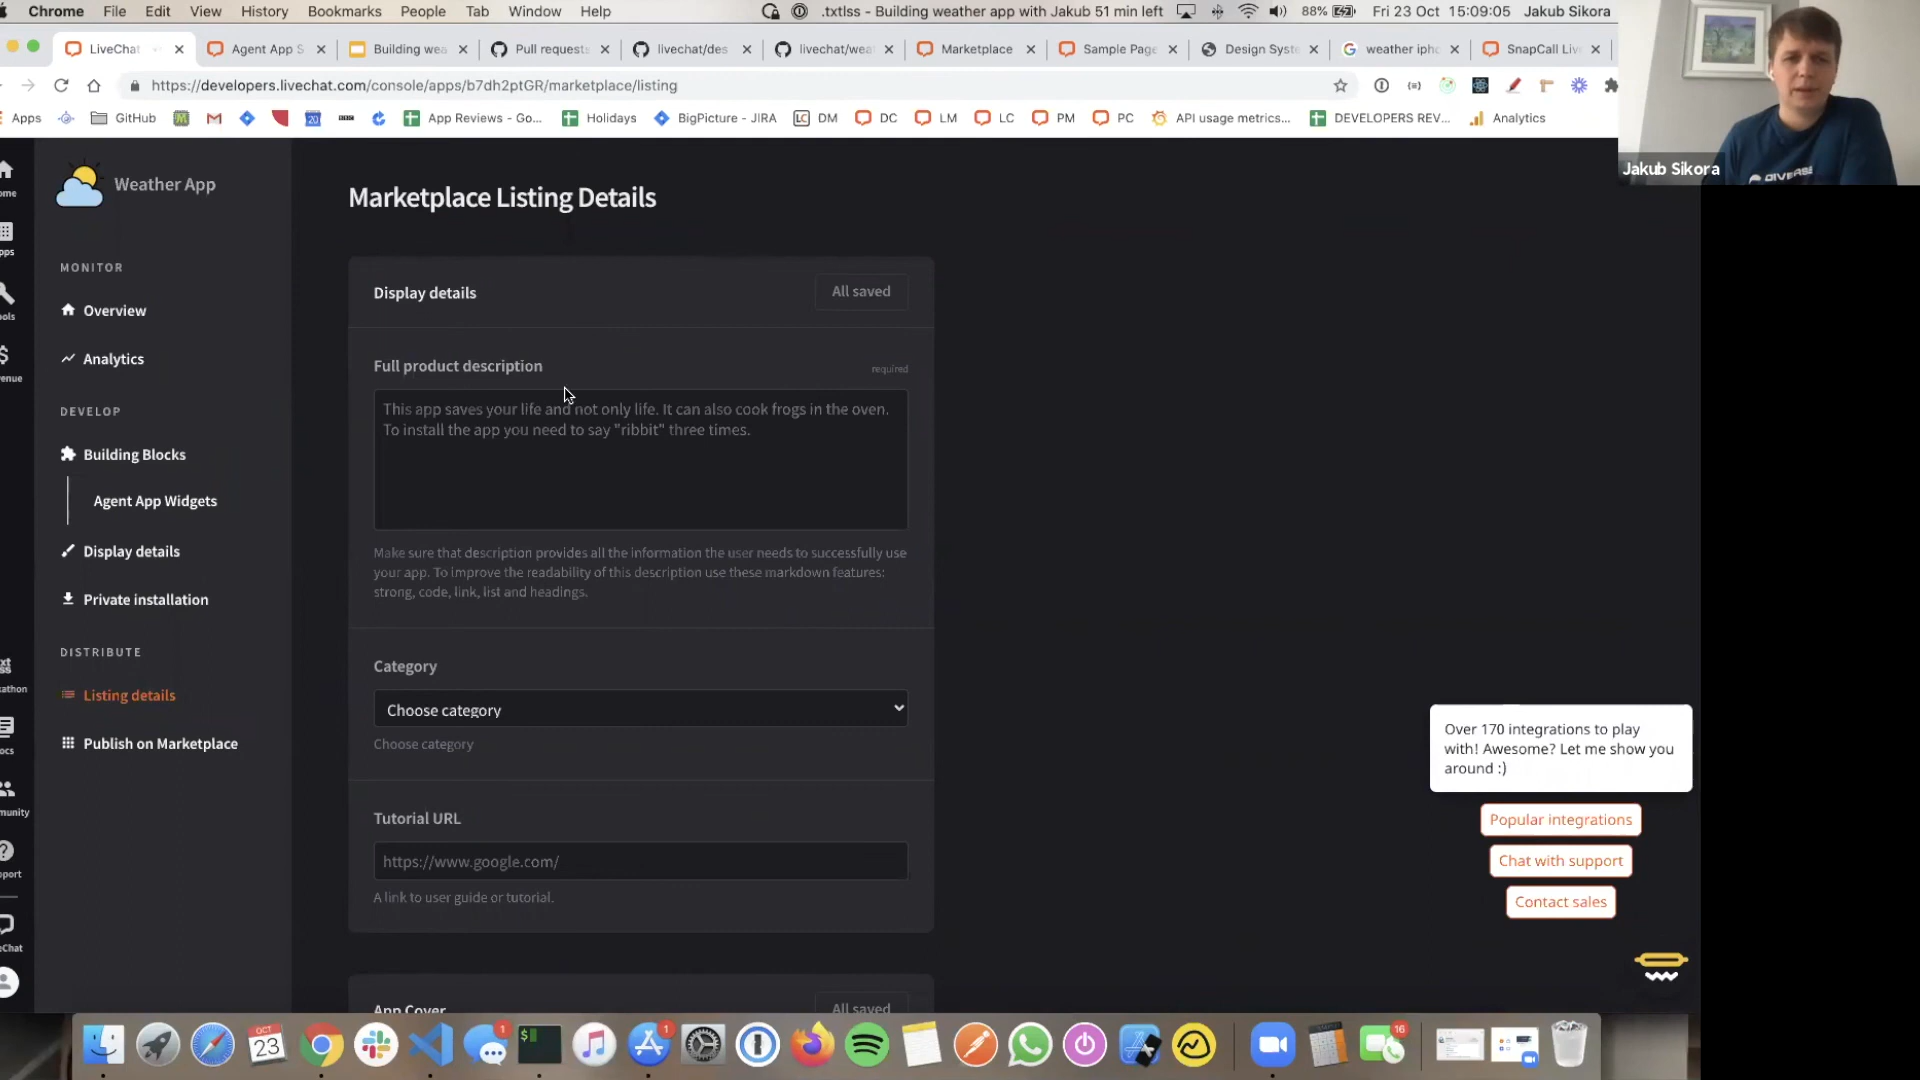 Chrome File Edit View History Bookmarks People Tab Window Help
.txtlss - Building weather app with Jakub 51 min left 88% Fri 23 Oct 15:09:05 Jakub Sikora
LiveChat Agent App S Building wea Pull requests livechat/des livechat/wea Marketplace Sample Page Design Syste weather ipho SnapCall Liv
https://developers.livechat.com/console/apps/b7dh2ptGR/marketplace/listing
Apps GitHub App Reviews - Go... Holidays BigPicture - JIRA DM DC LM LC PM PC API usage metrics... DEVELOPERS REV... Analytics
Jakub Sikora
Weather App
MONITOR
Overview
Analytics
DEVELOP
Building Blocks
Agent App Widgets
Display details
Private installation
DISTRIBUTE
Listing details
Publish on Marketplace
Marketplace Listing Details
Display details All saved
Full product description required
This app saves your life and not only life. It can also cook frogs in the oven.
To install the app you need to say "ribbit" three times.
Make sure that description provides all the information the user needs to successfully use
your app. To improve the readability of this description use these markdown features:
strong, code, link, list and headings.
Category
Choose category
Choose category
Tutorial URL
https://www.google.com/
A link to user guide or tutorial.
App Cover All saved
Over 170 integrations to play
with! Awesome? Let me show you
around :)
Popular integrations
Chat with support
Contact sales
OCT
23
1
1
16